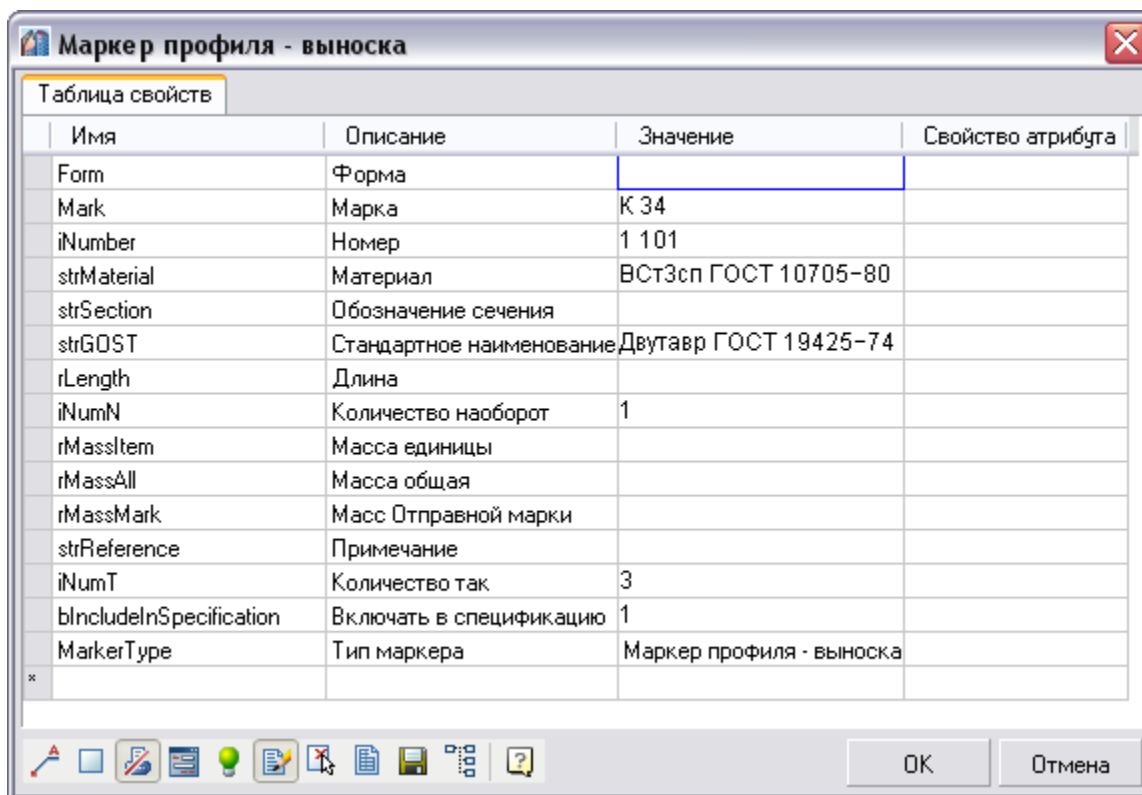 Маркер профиля - выноска
Таблица свойств
Имя Описание Значение Свойство атрибута
Form Форма
Mark Марка К 34
iNumber Номер 1 101
strMaterial Материал ВСт3сп ГОСТ 10705-80
strSection Обозначение сечения
strGOST Стандартное наименование Двутавр ГОСТ 19425-74
rLength Длина
iNumN Количество наоборот 1
rMassItem Масса единицы
rMassAll Масса общая
rMassMark Масс Отправной марки
strReference Примечание
iNumT Количество так 3
bIncludeInSpecification Включать в спецификацию 1
MarkerType Тип маркера Маркер профиля - выноска
*
OK Отмена